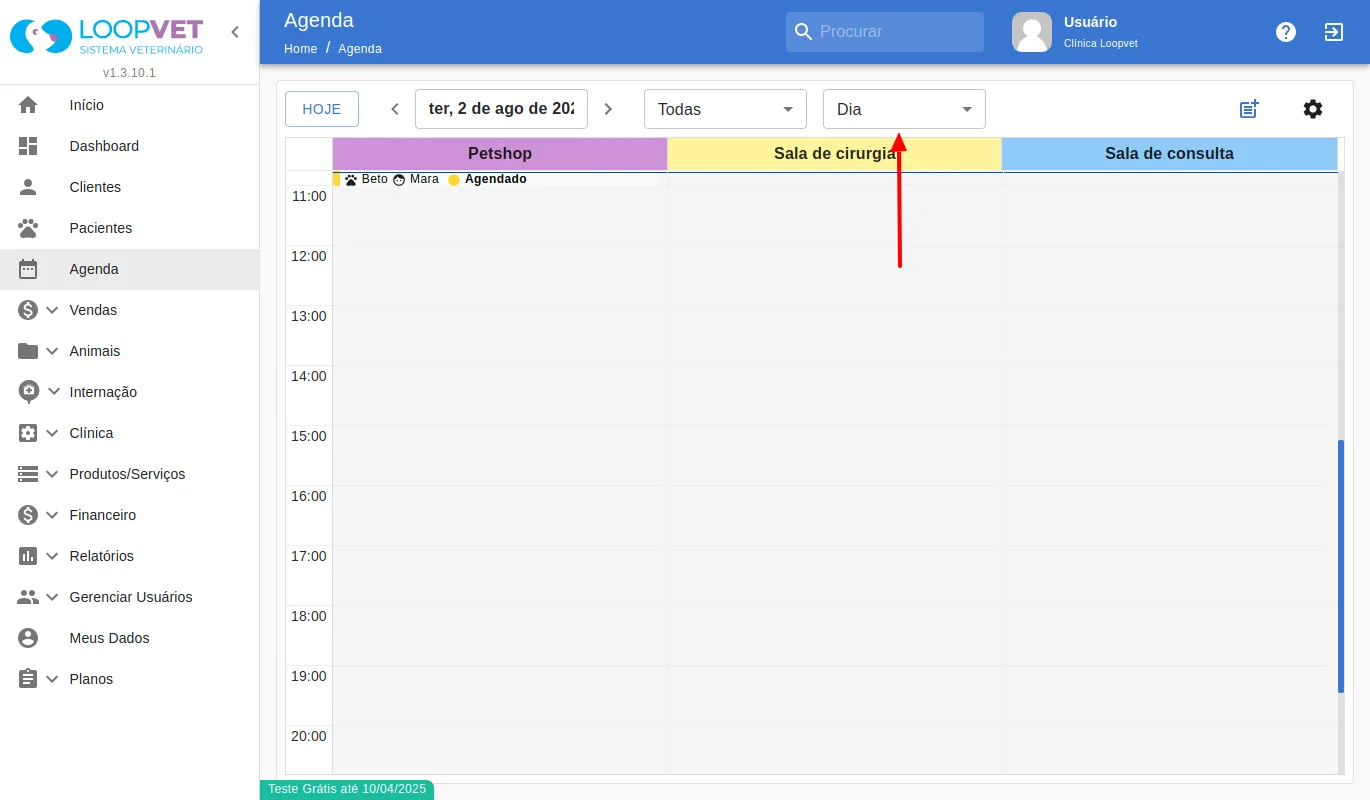 LOOPVET
SISTEMA VETERINÁRIO
v1.3.10.1
Início
Dashboard
Clientes
Pacientes
Agenda
Vendas
Animais
Internação
Clínica
Produtos/Serviços
Financeiro
Relatórios
Gerenciar Usuários
Meus Dados
Planos
Agenda
Home / Agenda
Procurar
Usuário
Clínica Loopvet
HOJE
ter, 2 de ago de 202
Todas
Dia
Petshop
Sala de cirurgia
Sala de consulta
Beto Mara Agendado
11:00
12:00
13:00
14:00
15:00
16:00
17:00
18:00
19:00
20:00
Teste Grátis até 10/04/2025